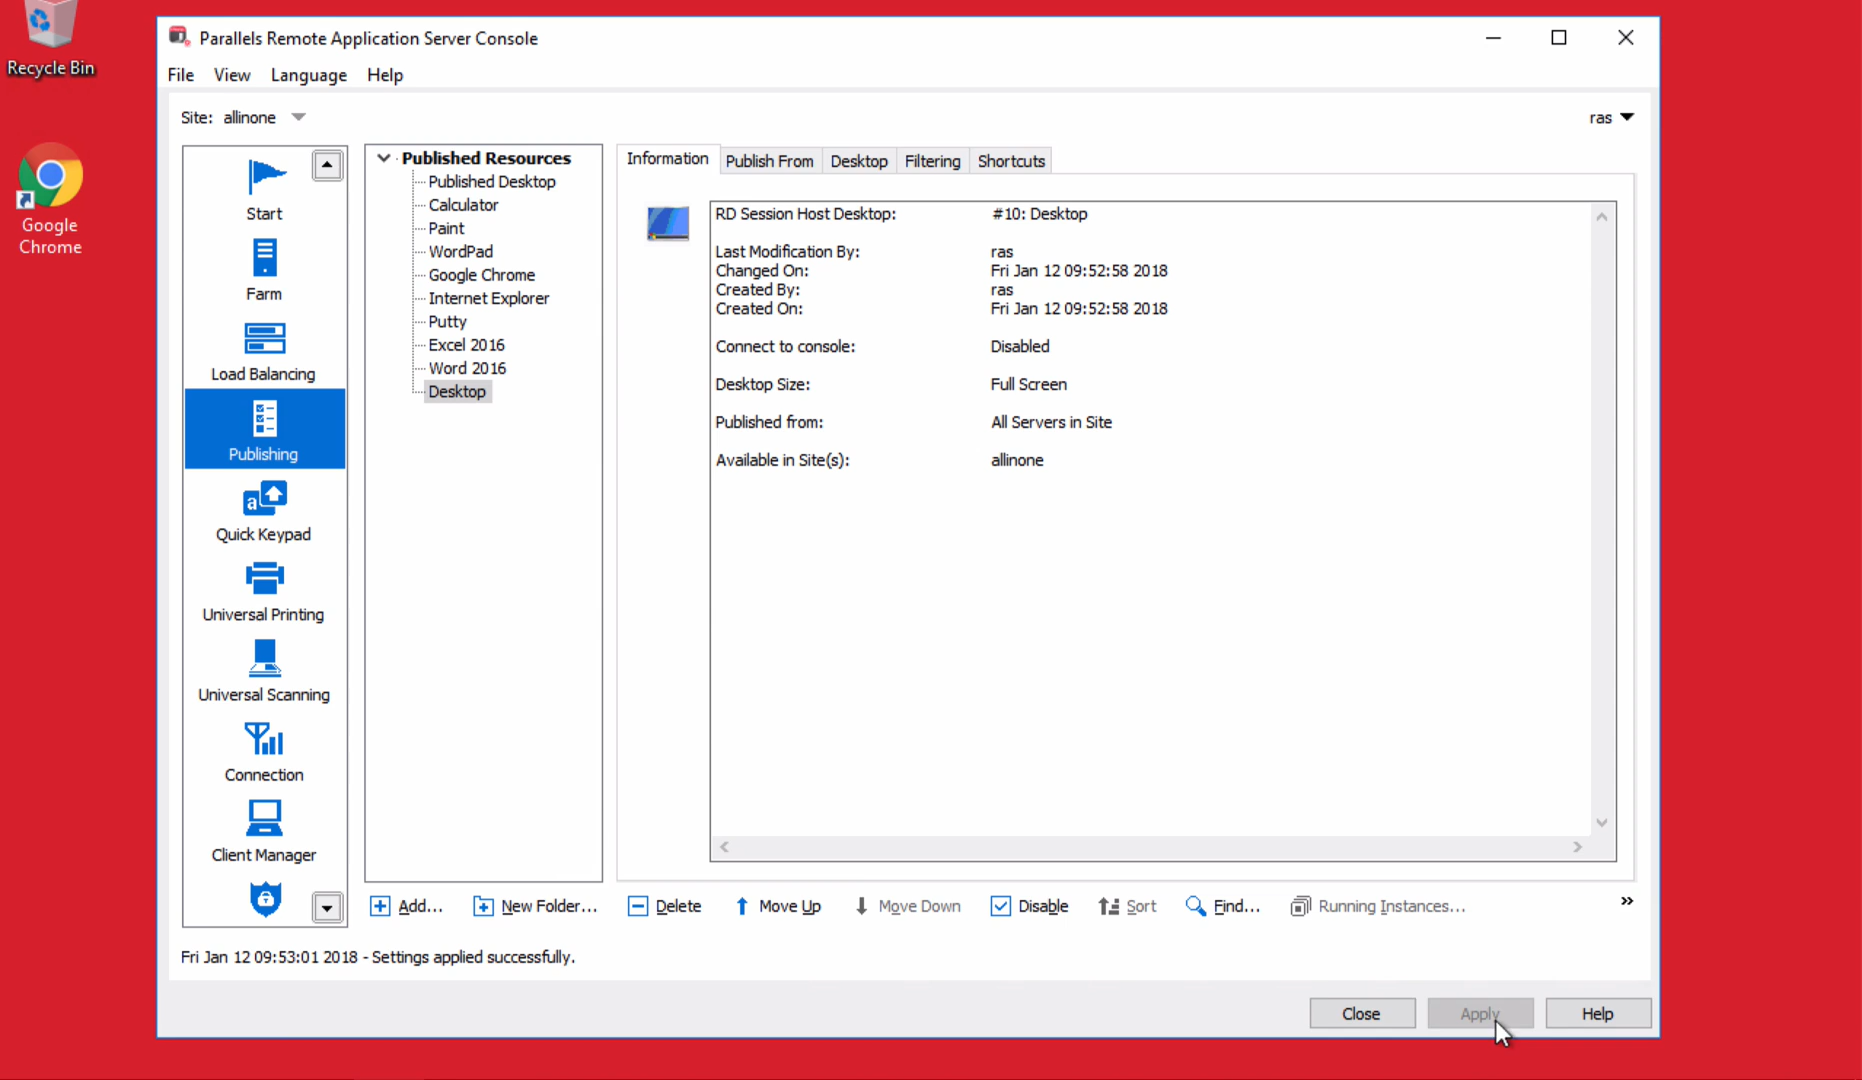 Recycle Bin
Google
Chrome
Parallels Remote Application Server Console
File View Language Help
Site: allinone
ras
Start
Farm
Load Balancing
Publishing
Quick Keypad
Universal Printing
Universal Scanning
Connection
Client Manager
Published Resources
Published Desktop
Calculator
Paint
WordPad
Google Chrome
Internet Explorer
Putty
Excel 2016
Word 2016
Desktop
Information Publish From Desktop Filtering Shortcuts
RD Session Host Desktop: #10: Desktop
Last Modification By: ras
Changed On: Fri Jan 12 09:52:58 2018
Created By: ras
Created On: Fri Jan 12 09:52:58 2018
Connect to console: Disabled
Desktop Size: Full Screen
Published from: All Servers in Site
Available in Site(s): allinone
Add... New Folder... Delete Move Up Move Down Disable Sort Find... Running Instances... »
Fri Jan 12 09:53:01 2018 - Settings applied successfully.
Close Apply Help